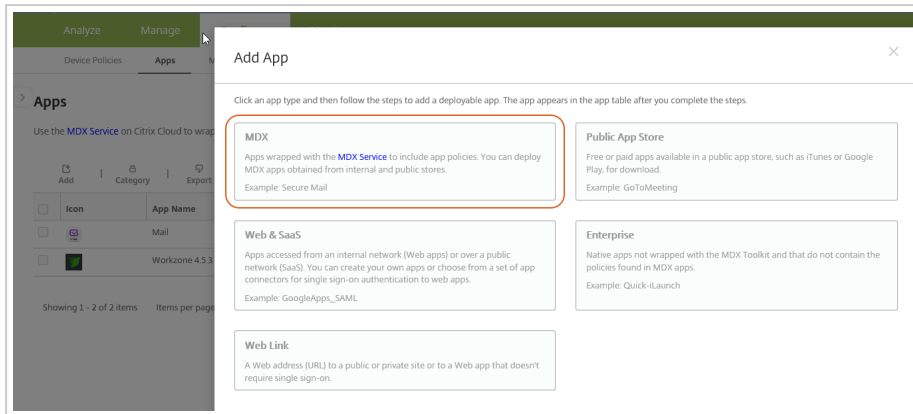 Analyze Manage
Device Policies Apps M
Add App
Apps
Use the MDX Service on Citrix Cloud to wrap
Add Category Export
Icon App Name
Mail
Workzone 4.5.3
Showing 1 - 2 of 2 items Items per page
Click an app type and then follow the steps to add a deployable app. The app appears in the app table after you complete the steps.
MDX
Apps wrapped with the MDX Service to include app policies. You can deploy
MDX apps obtained from internal and public stores.
Example: Secure Mail
Public App Store
Free or paid apps available in a public app store, such as iTunes or Google
Play, for download.
Example: GoToMeeting
Web & SaaS
Apps accessed from an internal network (Web apps) or over a public
network (SaaS). You can create your own apps or choose from a set of app
connectors for single sign-on authentication to web apps.
Example: GoogleApps_SAML
Enterprise
Native apps not wrapped with the MDX Toolkit and that do not contain the
policies found in MDX apps.
Example: Quick-iLaunch
Web Link
A Web address (URL) to a public or private site or to a Web app that doesn't
require single sign-on.